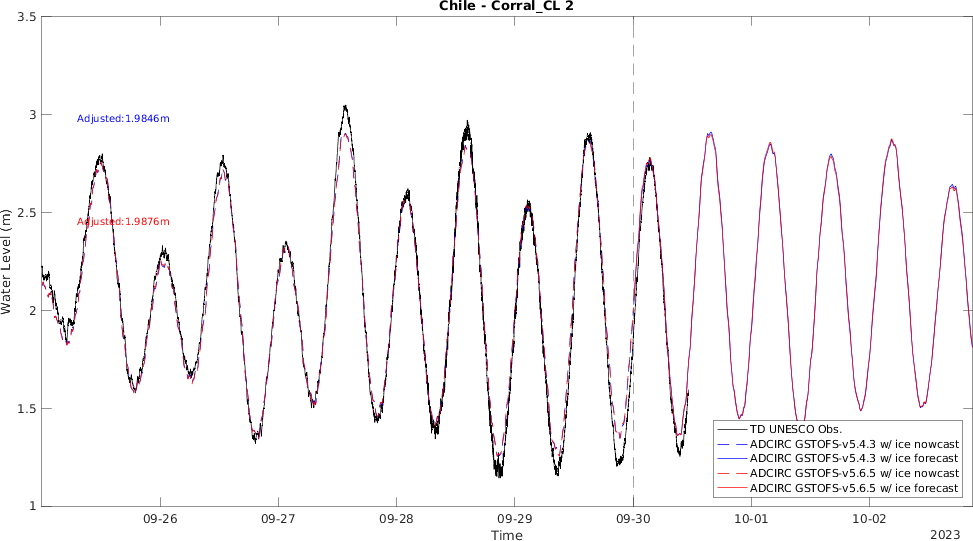 Chile - Corral_CL 2
3.5
3
2.5
2
1.5
1
Water Level (m)
Adjusted:1.9846m
Adjusted:1.9876m
TD UNESCO Obs.
ADCIRC GSTOFS-v5.4.3 w/ ice nowcast
ADCIRC GSTOFS-v5.4.3 w/ ice forecast
ADCIRC GSTOFS-v5.6.5 w/ ice nowcast
ADCIRC GSTOFS-v5.6.5 w/ ice forecast
09-26
09-27
09-28
09-29
09-30
10-01
10-02
Time
2023